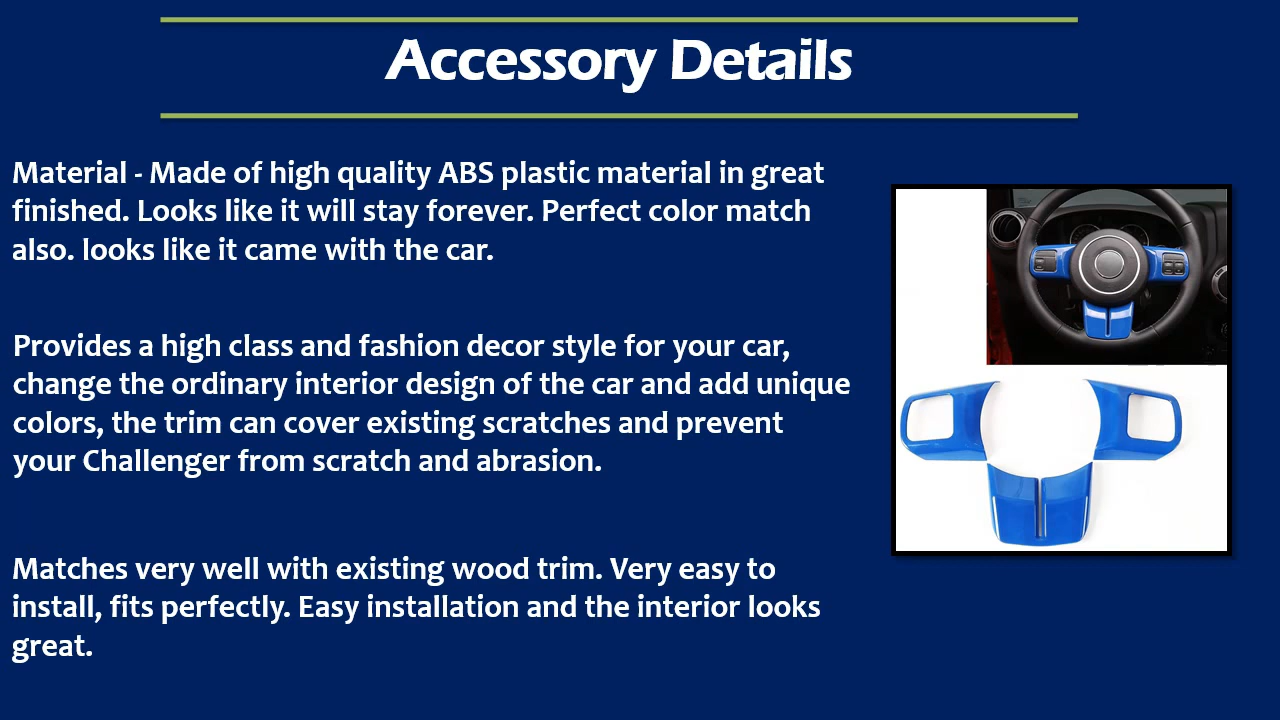 Accessory Details
Material - Made of high quality ABS plastic material in great
finished. Looks like it will stay forever. Perfect color match
also. looks like it came with the car.
Provides a high class and fashion decor style for your car,
change the ordinary interior design of the car and add unique
colors, the trim can cover existing scratches and prevent
your Challenger from scratch and abrasion.
Matches very well with existing wood trim. Very easy to
install, fits perfectly. Easy installation and the interior looks
great.